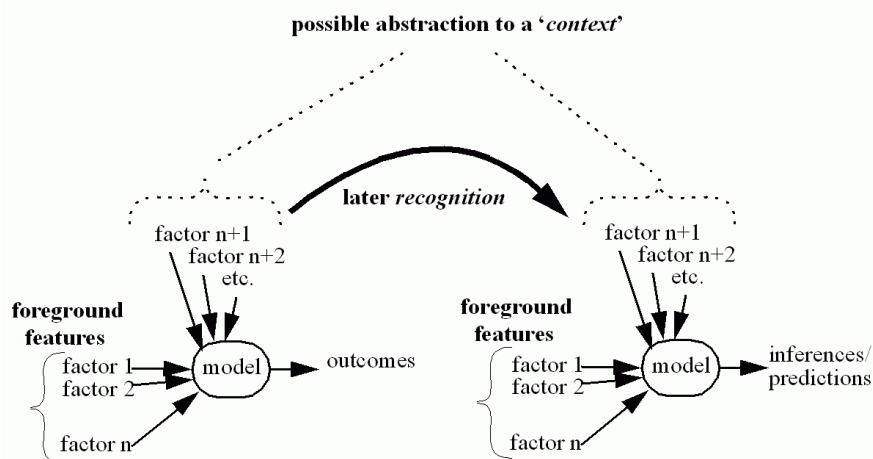 possible abstraction to a ‘context’
later recognition
factor n+1
factor n+2
etc.
foreground
features
factor 1
factor 2
factor n
model
outcomes
factor n+1
factor n+2
etc.
foreground
features
factor 1
factor 2
factor n
model
inferences/
predictions